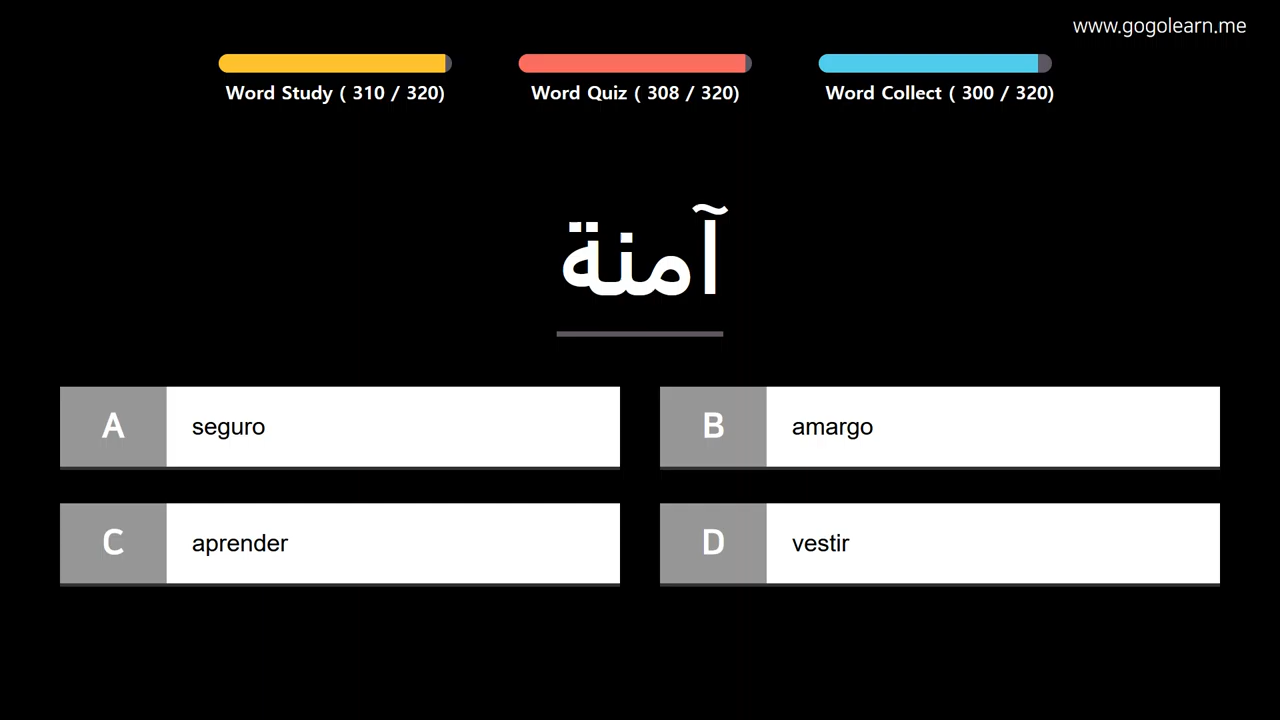 www.gogolearn.me
Word Study ( 310 / 320)
Word Quiz ( 308 / 320)
Word Collect ( 300 / 320)
آمنة
A seguro
B amargo
C aprender
D vestir